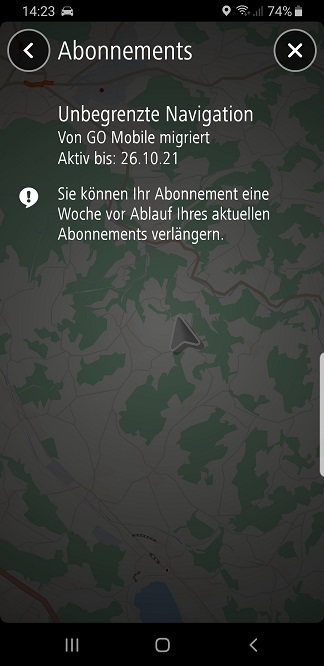 14:23 74%
Abonnements
Unbegrenzte Navigation
Von GO Mobile migriert
Aktiv bis: 26.10.21
Sie können Ihr Abonnement eine
Woche vor Ablauf Ihres aktuellen
Abonnements verlängern.